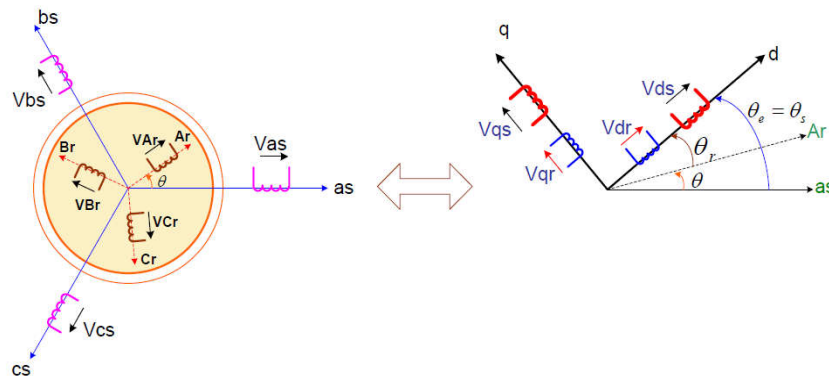 bs
Vbs
Br
VAr
Ar
VBr
θ
VCr
Cr
Vas
as
Vcs
cs
q
d
Vqs
Vds
Vdr
Vqr
θe = θs
θr
θ
Ar
as